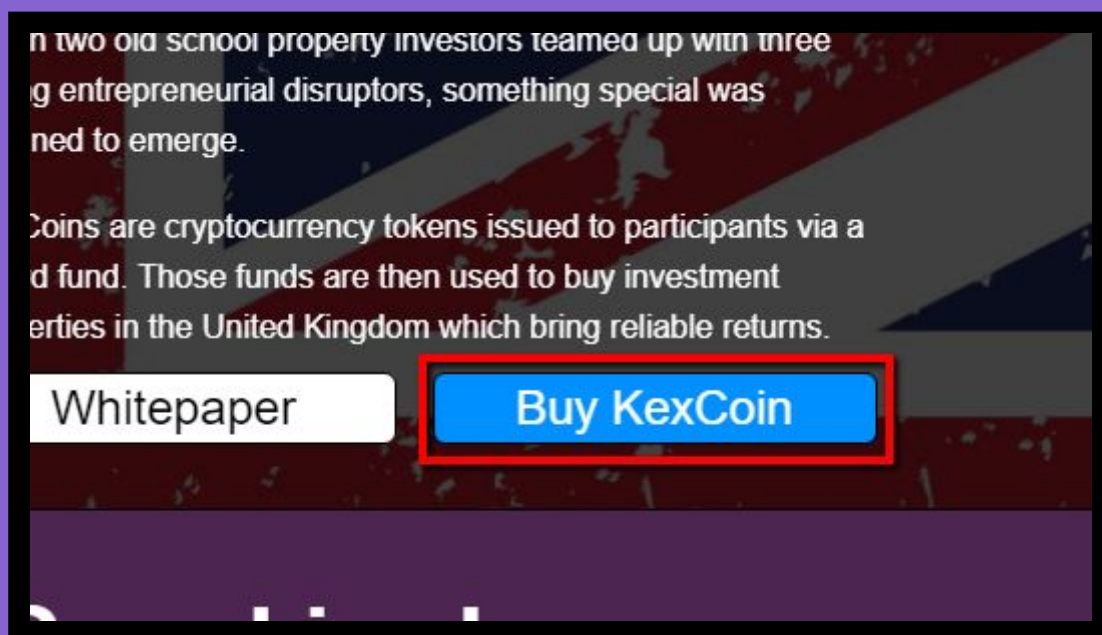 two old school property investors teamed up with three
entrepreneurial disruptors, something special was
to emerge.
are cryptocurrency tokens issued to participants via a
fund. Those funds are then used to buy investment
in the United Kingdom which bring reliable returns.
Whitepaper
Buy KexCoin